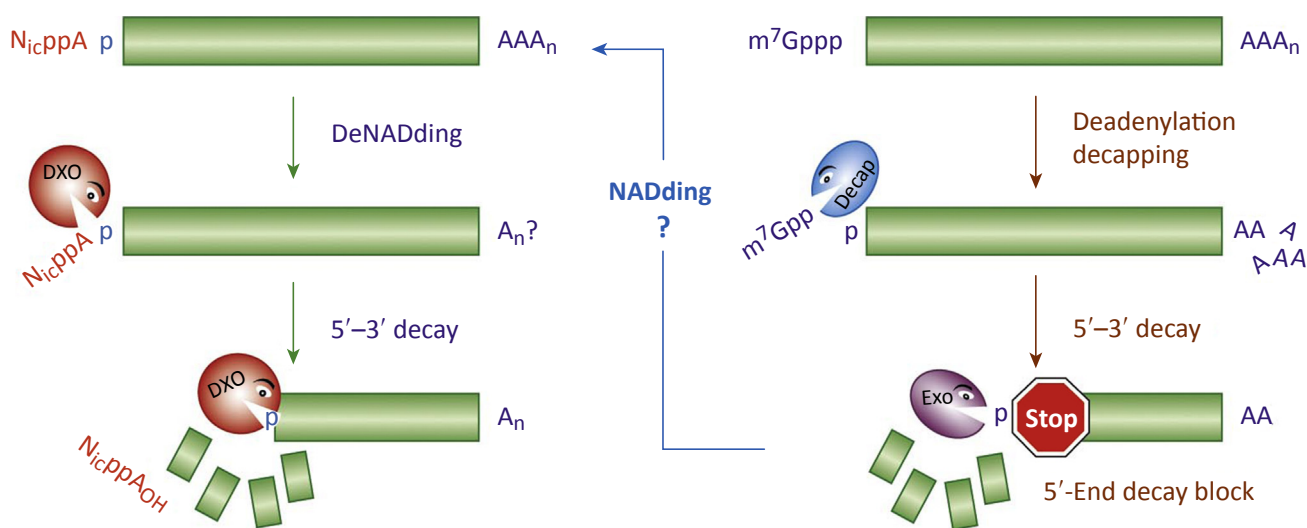 NicppA p AAAn
DeNADding
DXO
NicppA p An?
5′–3′ decay
DXO
p An
NicppAOH
NADding
?
m7Gppp AAAn
Deadenylation
decapping
Decap
m7Gpp p AA A
A AA
5′–3′ decay
Exo p Stop AA
5′-End decay block